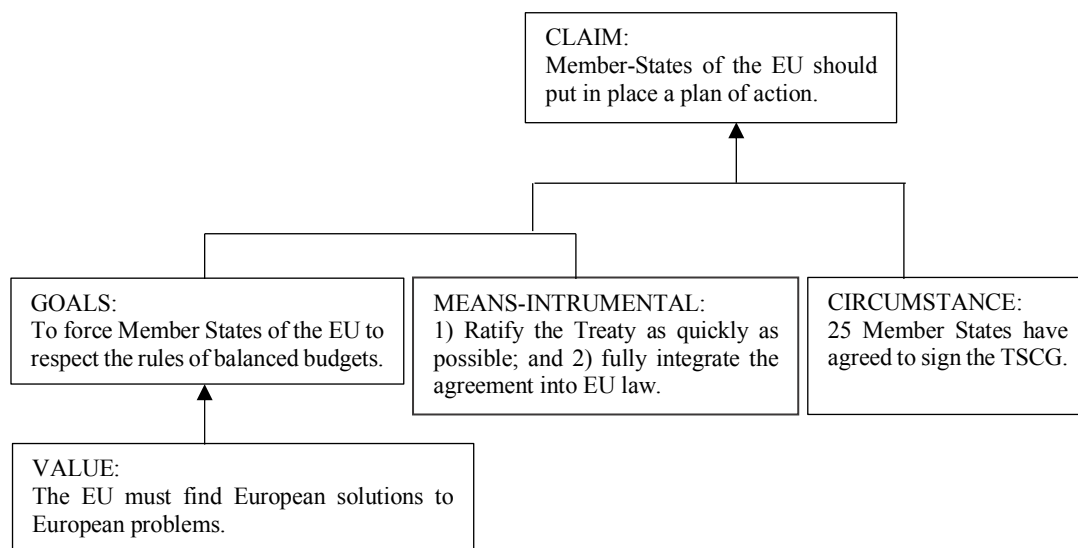 CLAIM:
Member-States of the EU should
put in place a plan of action.
GOALS:
To force Member States of the EU to
respect the rules of balanced budgets.
MEANS-INTRUMENTAL:
1) Ratify the Treaty as quickly as
possible; and 2) fully integrate the
agreement into EU law.
CIRCUMSTANCE:
25 Member States have
agreed to sign the TSCG.
VALUE:
The EU must find European solutions to
European problems.